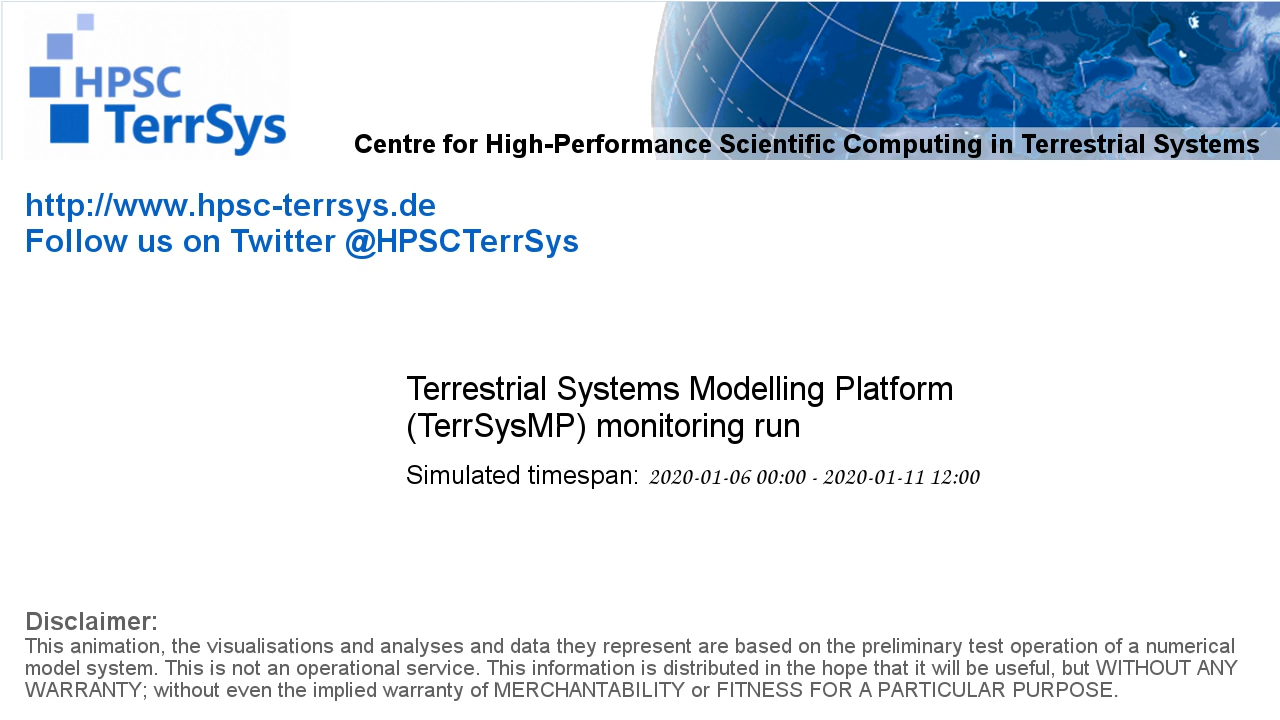 HPSC
TerrSys
Centre for High-Performance Scientific Computing in Terrestrial Systems
http://www.hpsc-terrsys.de
Follow us on Twitter @HPSCTerrSys
Terrestrial Systems Modelling Platform
(TerrSysMP) monitoring run
Simulated timespan: 2020-01-06 00:00 - 2020-01-11 12:00
Disclaimer:
This animation, the visualisations and analyses and data they represent are based on the preliminary test operation of a numerical
model system. This is not an operational service. This information is distributed in the hope that it will be useful, but WITHOUT ANY
WARRANTY; without even the implied warranty of MERCHANTABILITY or FITNESS FOR A PARTICULAR PURPOSE.